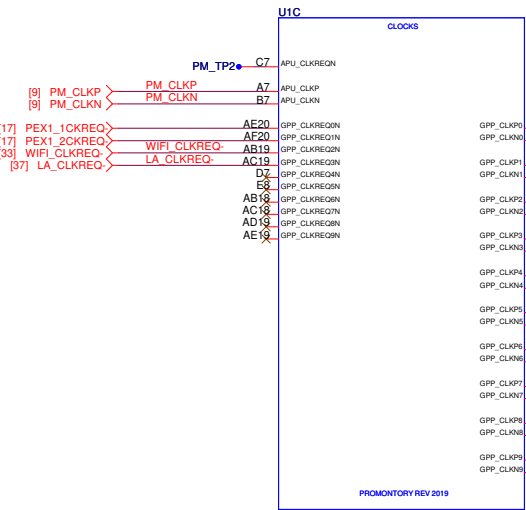 U1C
CLOCKS
PM_TP2 C7 APU_CLKREQN
[9] PM_CLKP PM_CLKP A7 APU_CLKP
[9] PM_CLKN PM_CLKN B7 APU_CLKN
17] PEX1_1CKREQ- AE20 GPP_CLKREQ0N GPP_CLKP0
17] PEX1_2CKREQ- AF20 GPP_CLKREQ1N GPP_CLKN0
33] WIFI_CLKREQ- WIFI_CLKREQ- AB19 GPP_CLKREQ2N
[37] LA_CLKREQ- LA_CLKREQ- AC19 GPP_CLKREQ3N GPP_CLKP1
D7 GPP_CLKREQ4N GPP_CLKN1
E8 GPP_CLKREQ5N
AB18 GPP_CLKREQ6N GPP_CLKP2
AC18 GPP_CLKREQ7N GPP_CLKN2
AD19 GPP_CLKREQ8N
AE19 GPP_CLKREQ9N GPP_CLKP3
GPP_CLKN3
GPP_CLKP4
GPP_CLKN4
GPP_CLKP5
GPP_CLKN5
GPP_CLKP6
GPP_CLKN6
GPP_CLKP7
GPP_CLKN7
GPP_CLKP8
GPP_CLKN8
GPP_CLKP9
GPP_CLKN9
PROMONTORY REV 2019